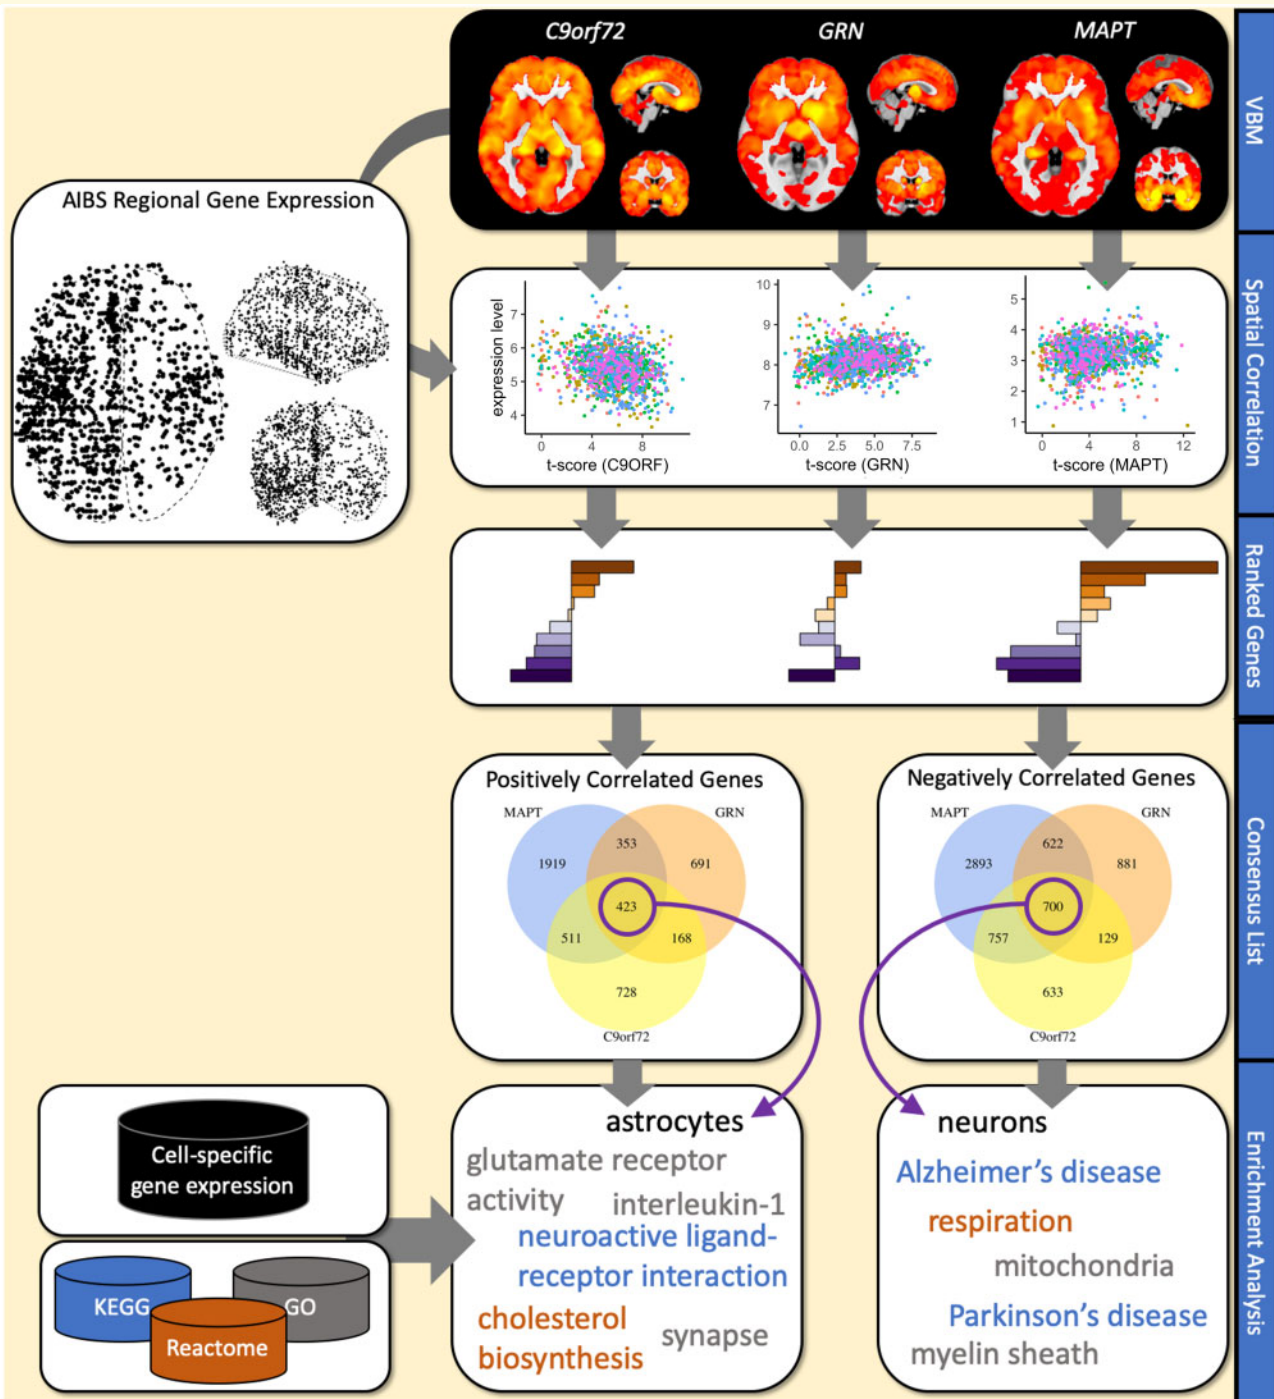 C9orf72
GRN
MAPT
VBM
AIBS Regional Gene Expression
Spatial Correlation
expression level
7
6
5
4
0
4
8
t-score (C9ORF)
10
9
8
7
0.0
2.5
5.0
7.5
t-score (GRN)
5
4
3
2
1
0
4
8
12
t-score (MAPT)
Ranked Genes
Consensus List
Positively Correlated Genes
MAPT
GRN
353
1919
691
423
511
168
728
C9orf72
Negatively Correlated Genes
MAPT
GRN
622
2893
881
700
757
129
633
C9orf72
Enrichment Analysis
Cell-specific
gene expression
KEGG
GO
Reactome
astrocytes
glutamate receptor
activity
interleukin-1
neuroactive ligand-
receptor interaction
cholesterol
biosynthesis
synapse
neurons
Alzheimer's disease
respiration
mitochondria
Parkinson's disease
myelin sheath